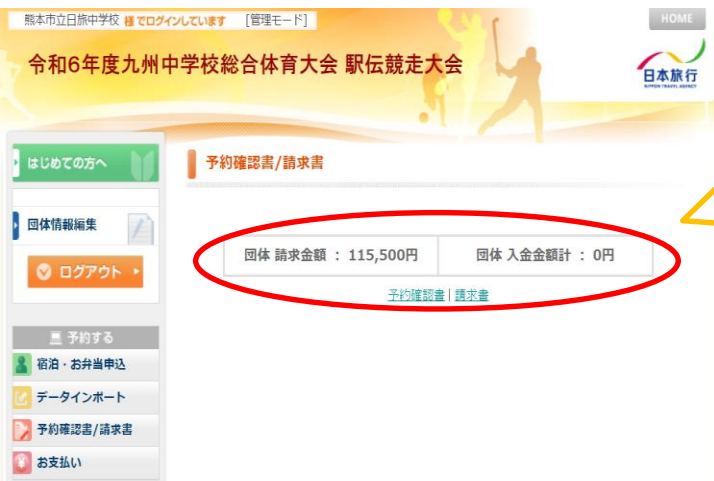 熊本市立日旅中学校 様でログインしています [管理モード]
HOME
令和6年度九州中学校総合体育大会 駅伝競走大会
日本旅行
NIPPON TRAVEL AGENCY
はじめての方へ
予約確認書/請求書
団体情報編集
団体 請求金額 : 115,500円 団体 入金金額計 : 0円
ログアウト
予約確認書 | 請求書
予約する
宿泊・お弁当申込
データインポート
予約確認書/請求書
お支払い